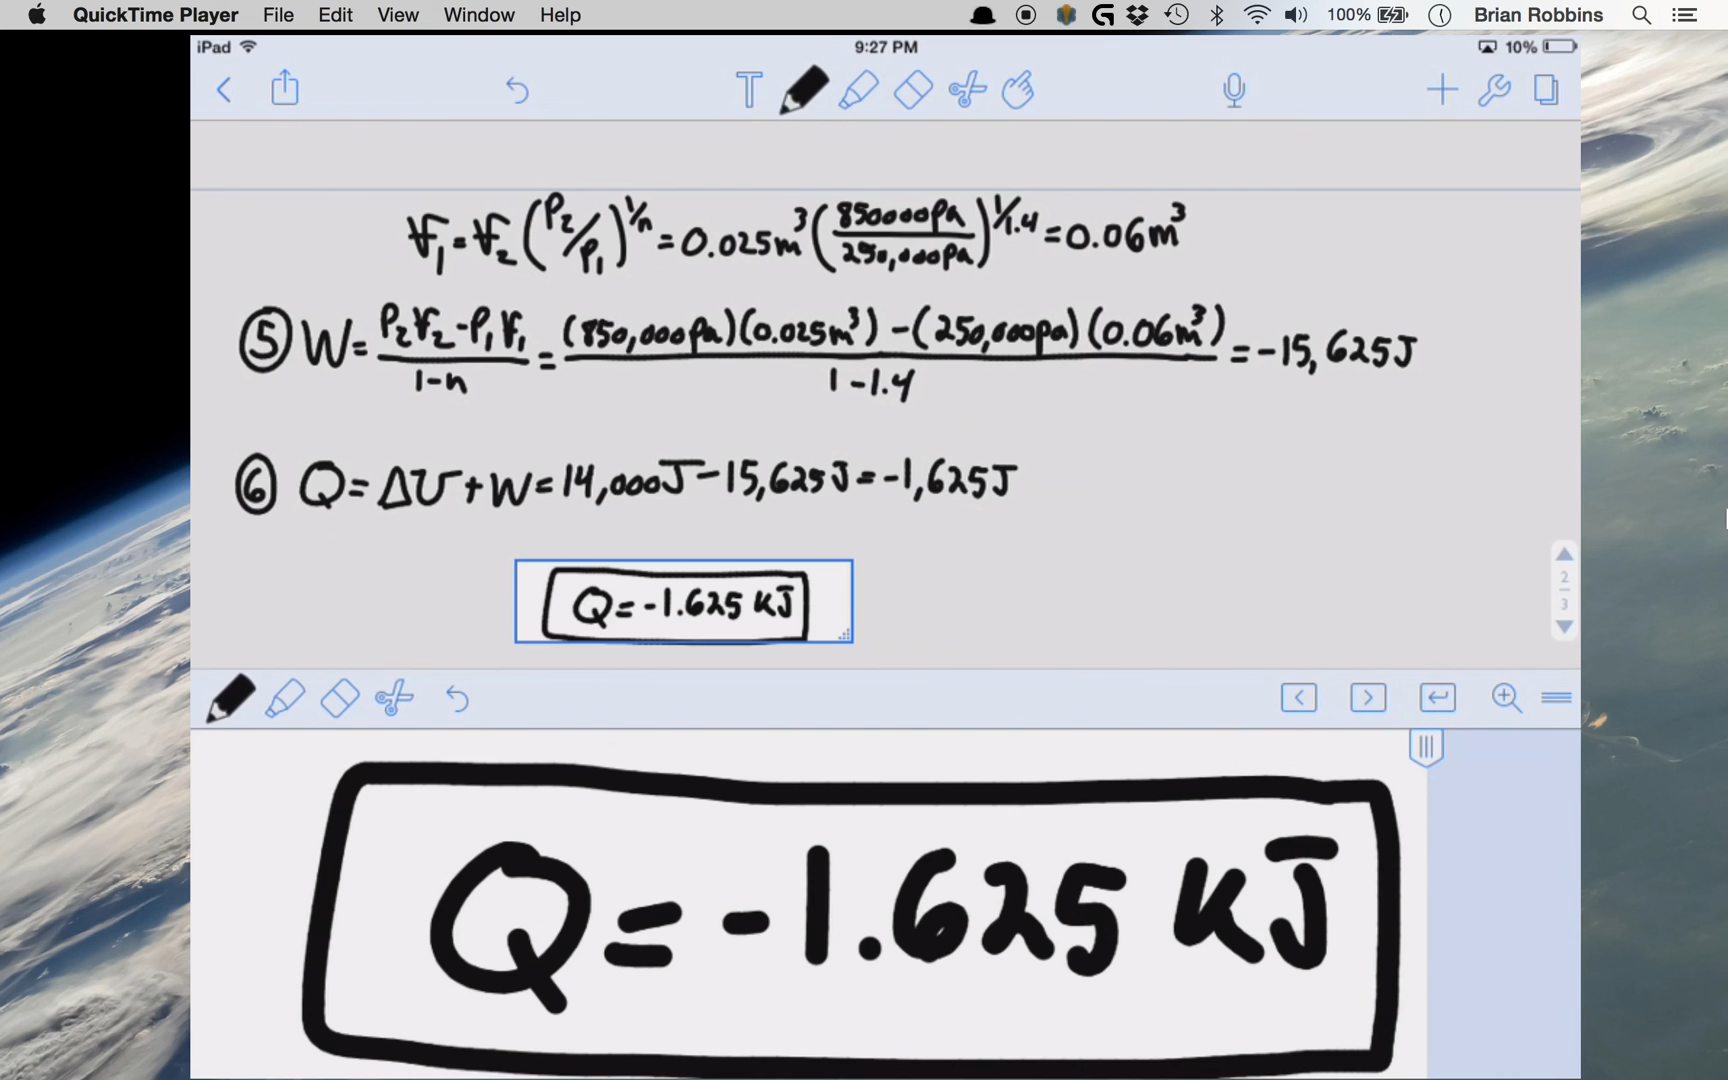 QuickTime Player File Edit View Window Help 100% Brian Robbins
iPad 9:27 PM 10%
T
V₁ = V₂ (P₂/P₁)^1/n = 0.025m³ (850000Pa / 250,000Pa)^1/1.4 = 0.06m³
⑤ W = P₂V₂ - P₁V₁ / 1-n = (850,000Pa)(0.025m³) - (250,000Pa)(0.06m³) / 1-1.4 = -15,625J
⑥ Q = ΔU + W = 14,000J - 15,625J = -1,625J
Q = -1.625 KJ
2
3
Q = -1.625 KJ